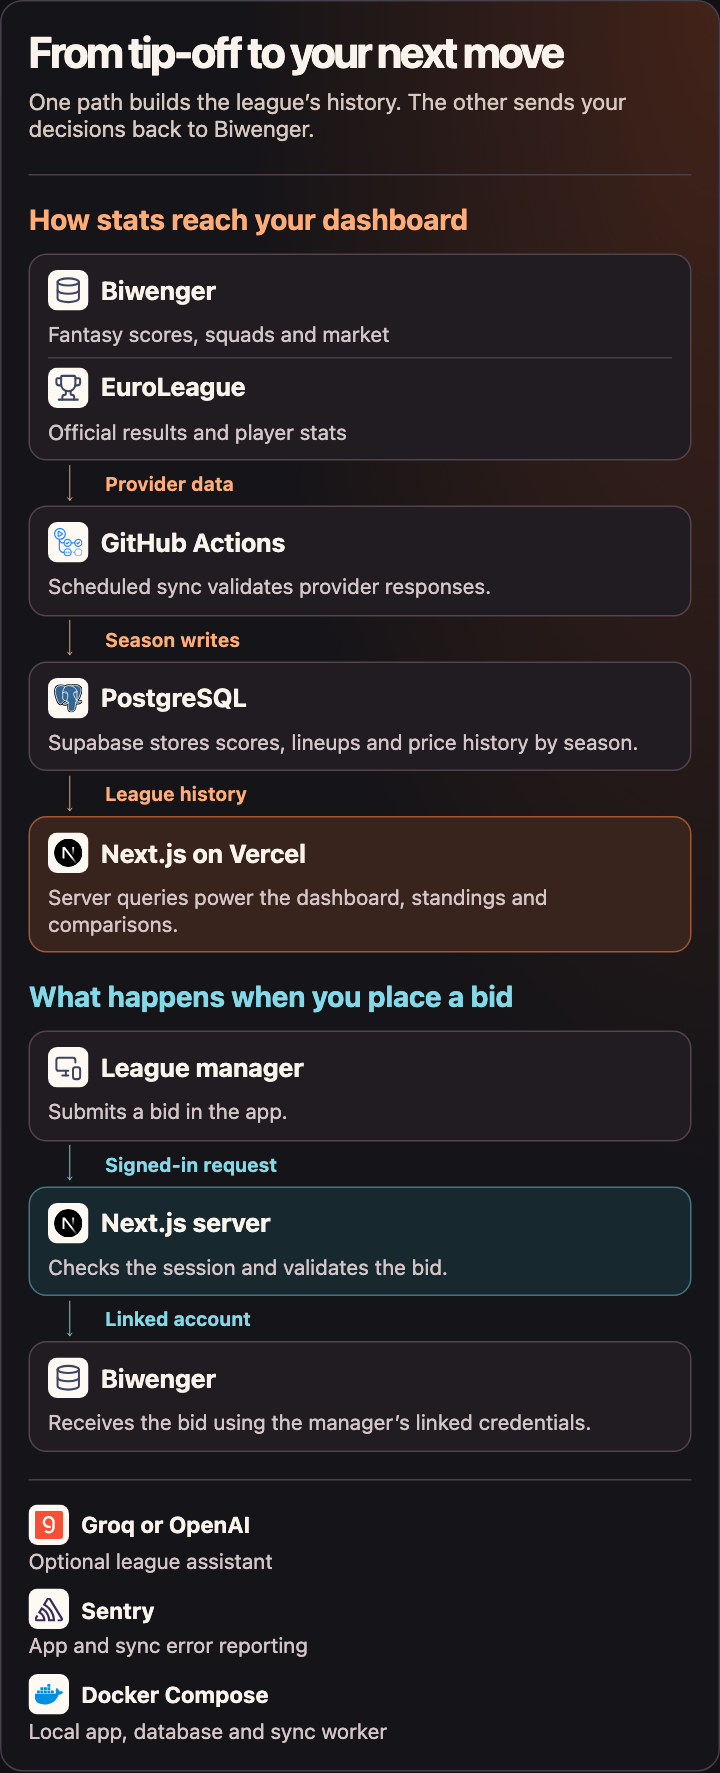 From tip-off to your next move
One path builds the league’s history. The other sends your
decisions back to Biwenger.
How stats reach your dashboard
Biwenger
Fantasy scores, squads and market
EuroLeague
Official results and player stats
Provider data
GitHub Actions
Scheduled sync validates provider responses.
Season writes
PostgreSQL
Supabase stores scores, lineups and price history by season.
League history
N Next.js on Vercel
Server queries power the dashboard, standings and
comparisons.
What happens when you place a bid
League manager
Submits a bid in the app.
Signed-in request
N Next.js server
Checks the session and validates the bid.
Linked account
Biwenger
Receives the bid using the manager’s linked credentials.
Groq or OpenAI
Optional league assistant
Sentry
App and sync error reporting
Docker Compose
Local app, database and sync worker